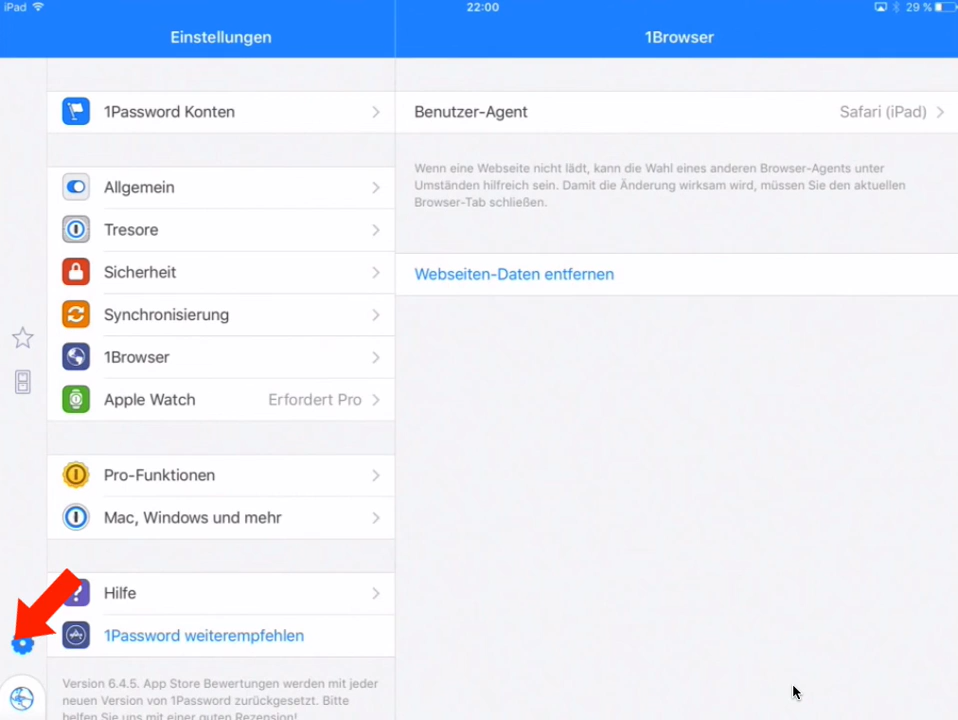 iPad
22:00
29 %
Einstellungen
1Browser
1Password Konten
Allgemein
Tresore
Sicherheit
Synchronisierung
1Browser
Apple Watch Erfordert Pro
Pro-Funktionen
Mac, Windows und mehr
Hilfe
1Password weiterempfehlen
Version 6.4.5. App Store Bewertungen werden mit jeder
neuen Version von 1Password zurückgesetzt. Bitte
helfen Sie uns mit einer guten Rezension!
Benutzer-Agent Safari (iPad)
Wenn eine Webseite nicht lädt, kann die Wahl eines anderen Browser-Agents unter
Umständen hilfreich sein. Damit die Änderung wirksam wird, müssen Sie den aktuellen
Browser-Tab schließen.
Webseiten-Daten entfernen